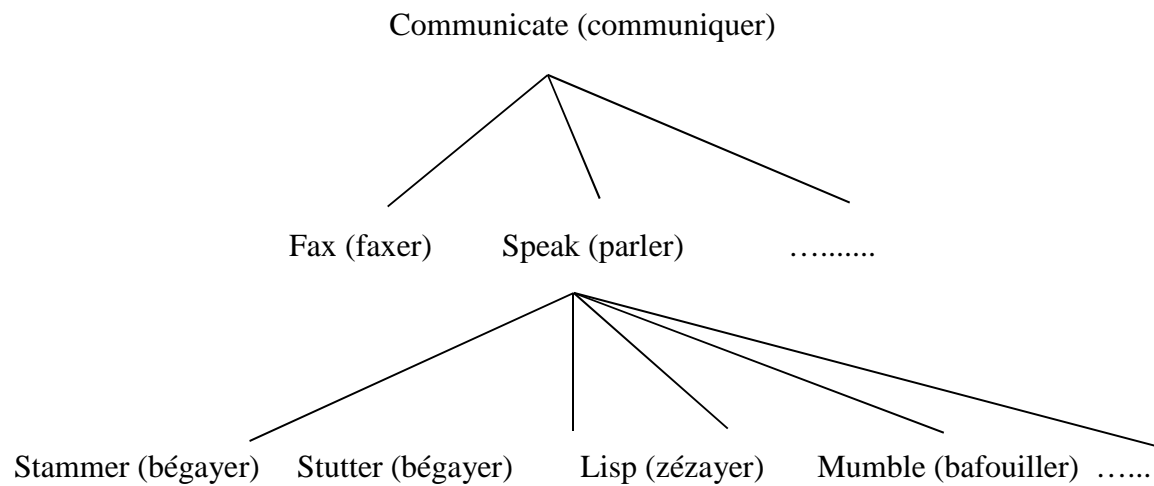 Communicate (communiquer)
Fax (faxer) Speak (parler) ….......
Stammer (bégayer) Stutter (bégayer) Lisp (zézayer) Mumble (bafouiller) …...